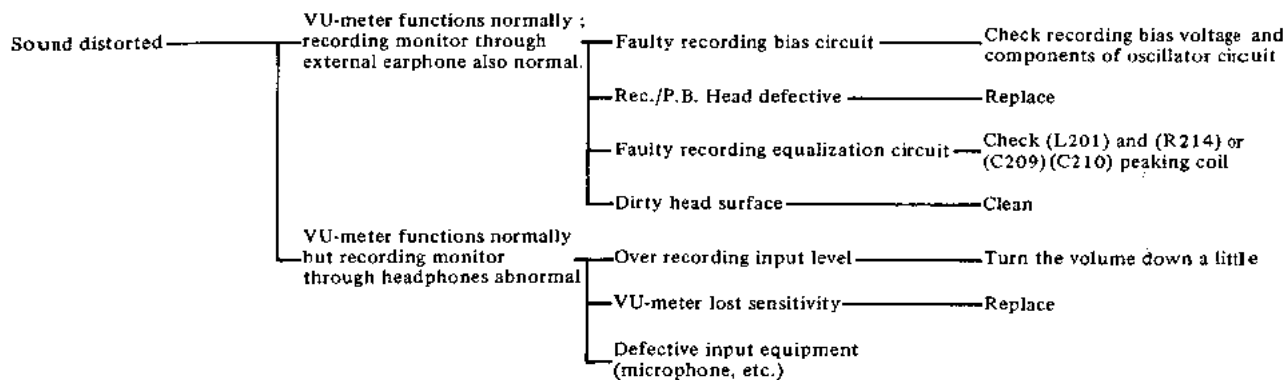 Sound distorted
VU-meter functions normally ;
recording monitor through
external earphone also normal.
Faulty recording bias circuit
Check recording bias voltage and
components of oscillator circuit
Rec./P.B. Head defective
Replace
Faulty recording equalization circuit
Check (L201) and (R214) or
(C209) (C210) peaking coil
Dirty head surface
Clean
VU-meter functions normally
but recording monitor
through headphones abnormal
Over recording input level
Turn the volume down a little
VU-meter lost sensitivity
Replace
Defective input equipment
(microphone, etc.)